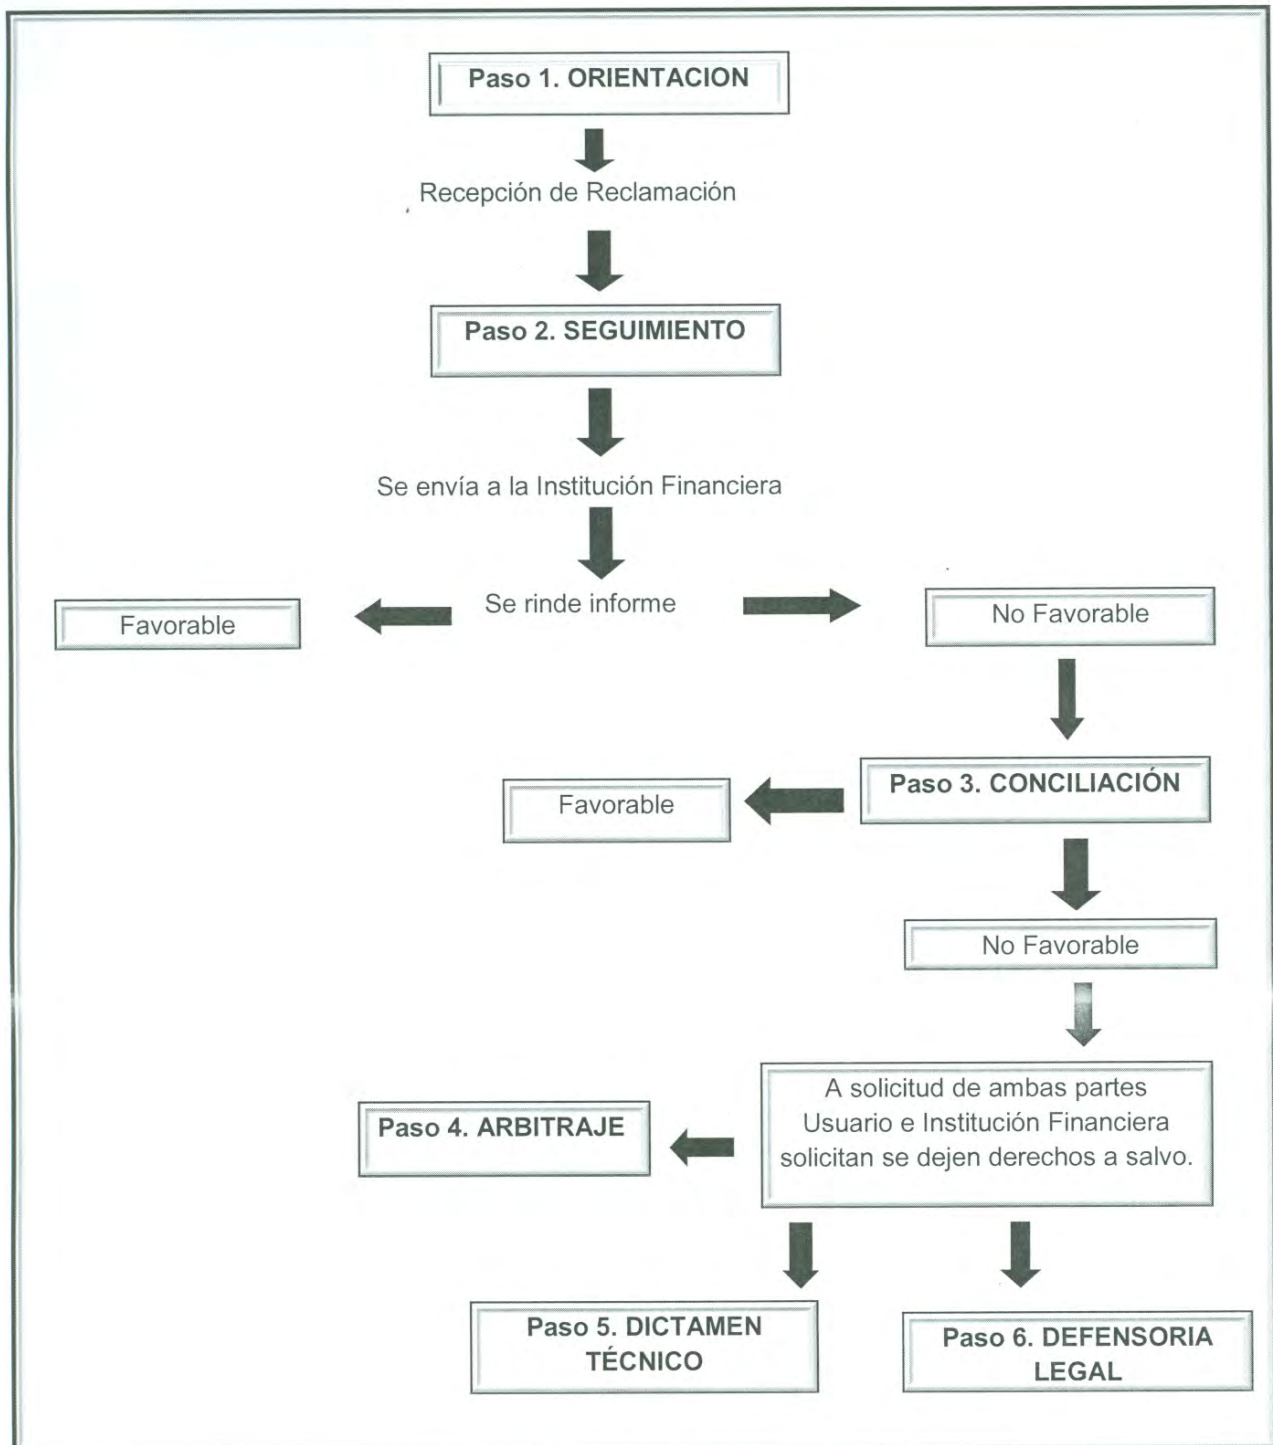 Paso 1. ORIENTACION
Recepción de Reclamación
Paso 2. SEGUIMIENTO
Se envía a la Institución Financiera
Se rinde informe
Favorable
No Favorable
Paso 3. CONCILIACIÓN
Favorable
No Favorable
A solicitud de ambas partes
Usuario e Institución Financiera
solicitan se dejen derechos a salvo.
Paso 4. ARBITRAJE
Paso 5. DICTAMEN
TÉCNICO
Paso 6. DEFENSORIA
LEGAL